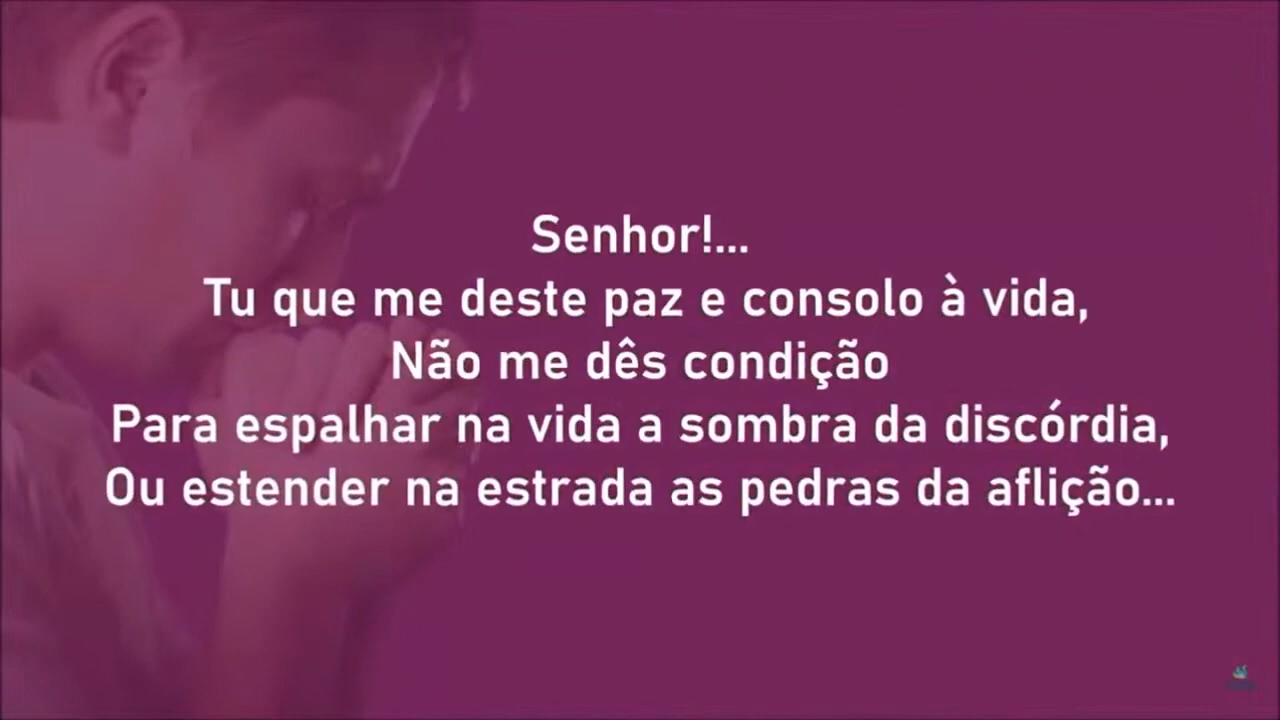 Senhor!...
Tu que me deste paz e consolo à vida,
Não me dês condição
Para espalhar na vida a sombra da discórdia,
Ou estender na estrada as pedras da aflição...